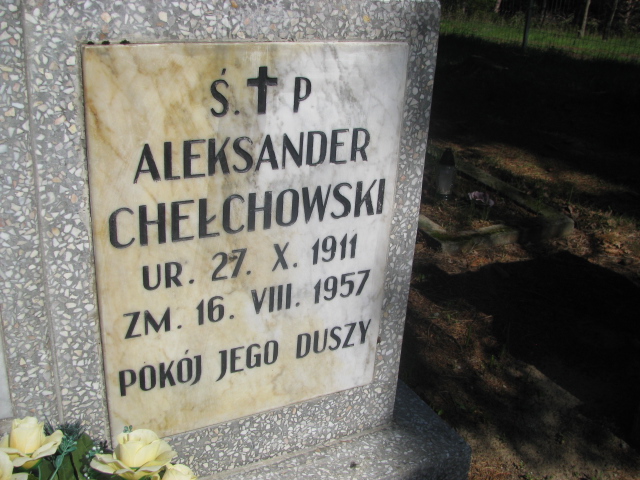 Ś. ✝ P.
ALEKSANDER
CHEŁCHOWSKI
UR. 27. X. 1911
ZM. 16. VIII. 1957
POKÓJ JEGO DUSZY